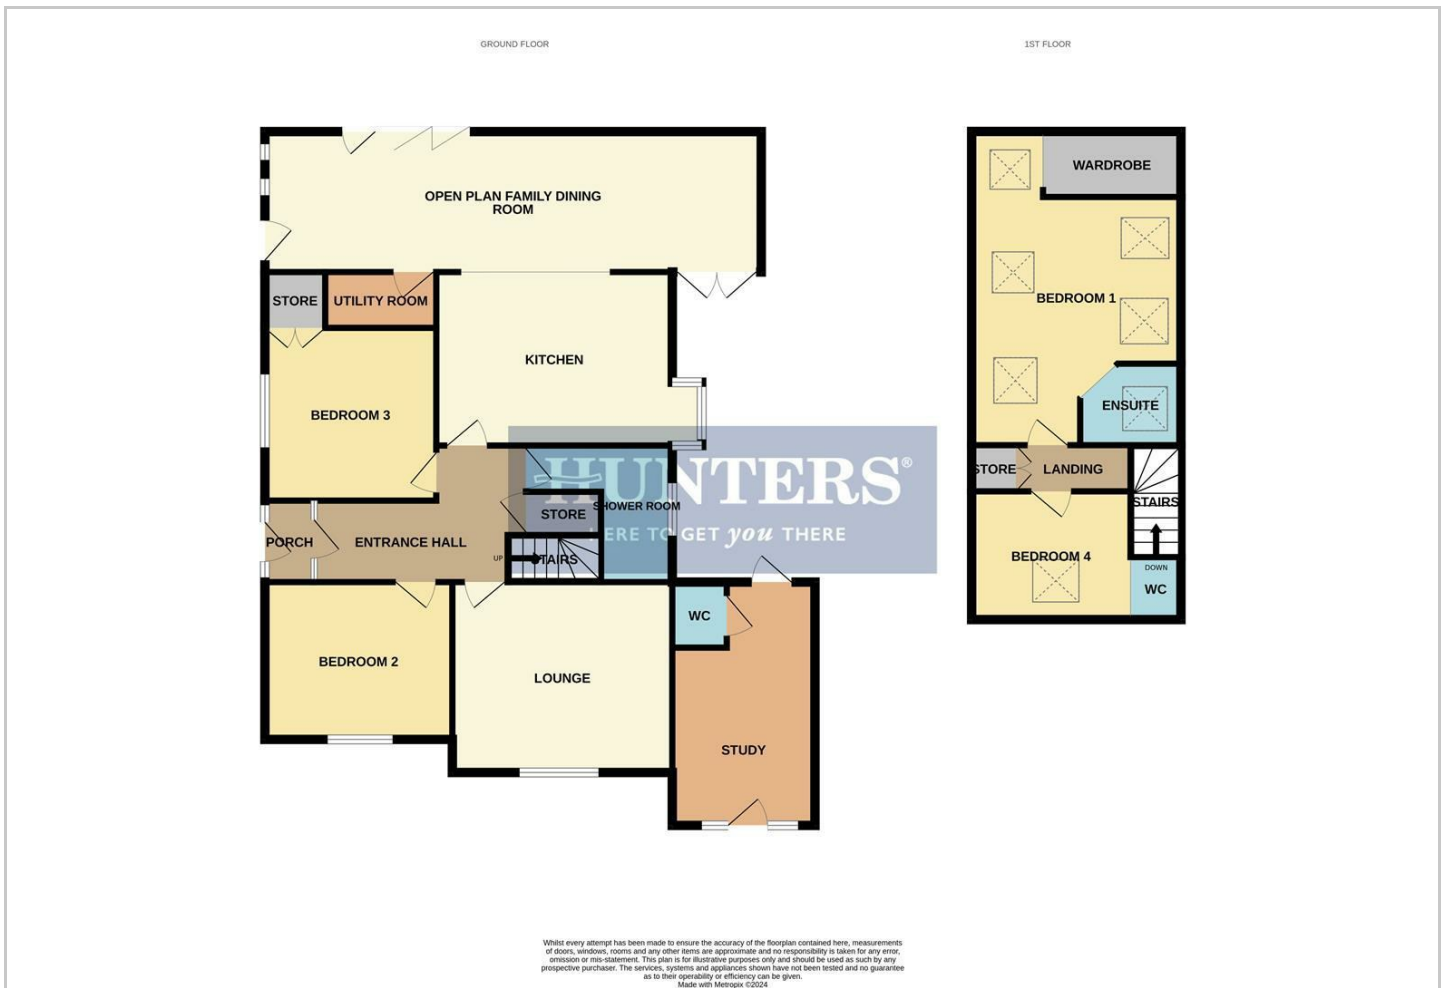 GROUND FLOOR
1ST FLOOR
OPEN PLAN FAMILY DINING
ROOM
STORE
UTILITY ROOM
KITCHEN
BEDROOM 3
HUNTERS®
HERE TO GET you THERE
SHOWER ROOM
STORE
PORCH
ENTRANCE HALL
UP
STAIRS
WC
BEDROOM 2
LOUNGE
STUDY
WARDROBE
BEDROOM 1
ENSUITE
STORE
LANDING
STAIRS
BEDROOM 4
DOWN
WC
Whilst every attempt has been made to ensure the accuracy of the floorplan contained here, measurements
of doors, windows, rooms and any other items are approximate and no responsibility is taken for any error,
omission or mis-statement. This plan is for illustrative purposes only and should be used as such by any
prospective purchaser. The services, systems and appliances shown have not been tested and no guarantee
as to their operability or efficiency can be given.
Made with Metropix ©2024